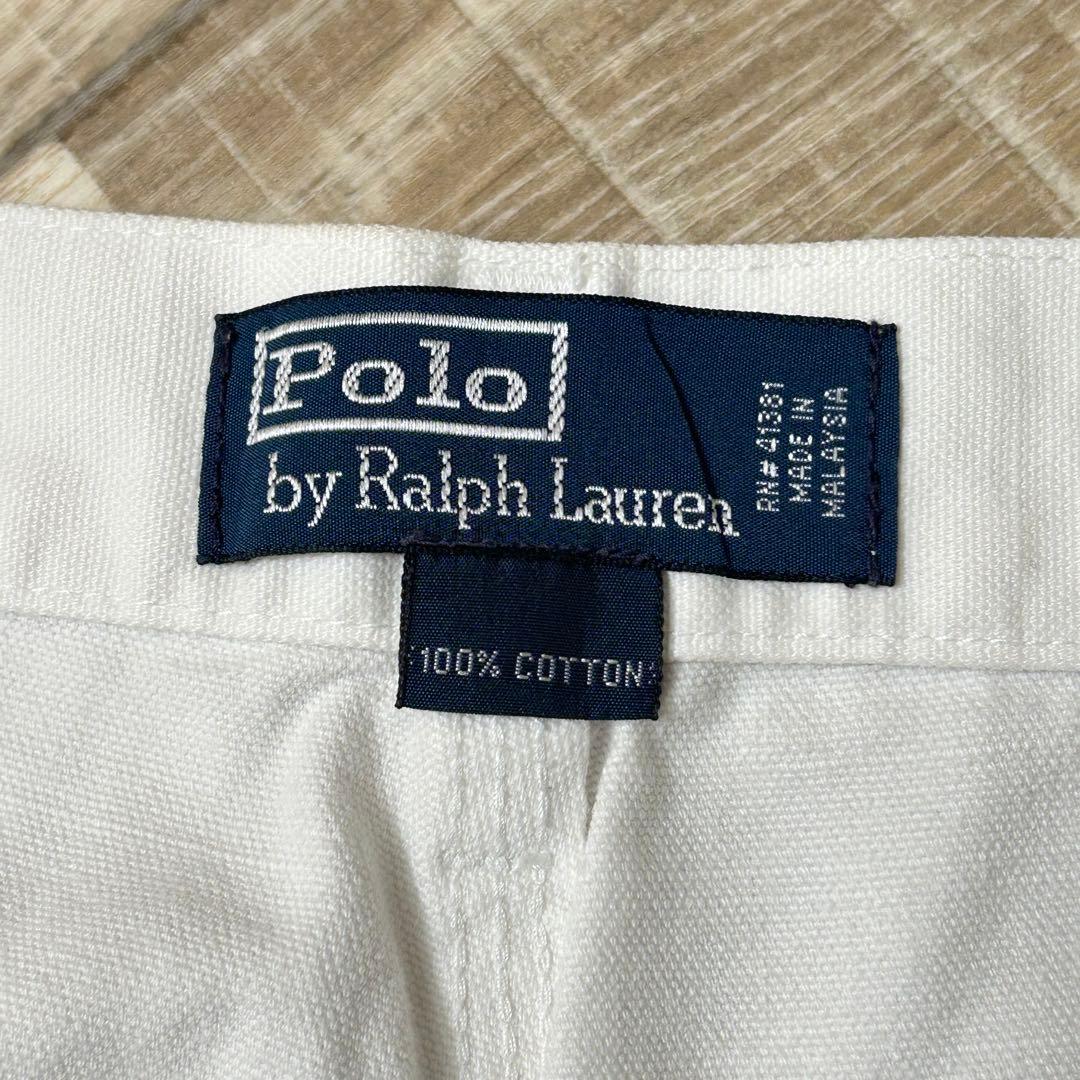 Polo
by Ralph Lauren
RN# 41381
MADE IN
MALAYSIA
100% COTTON